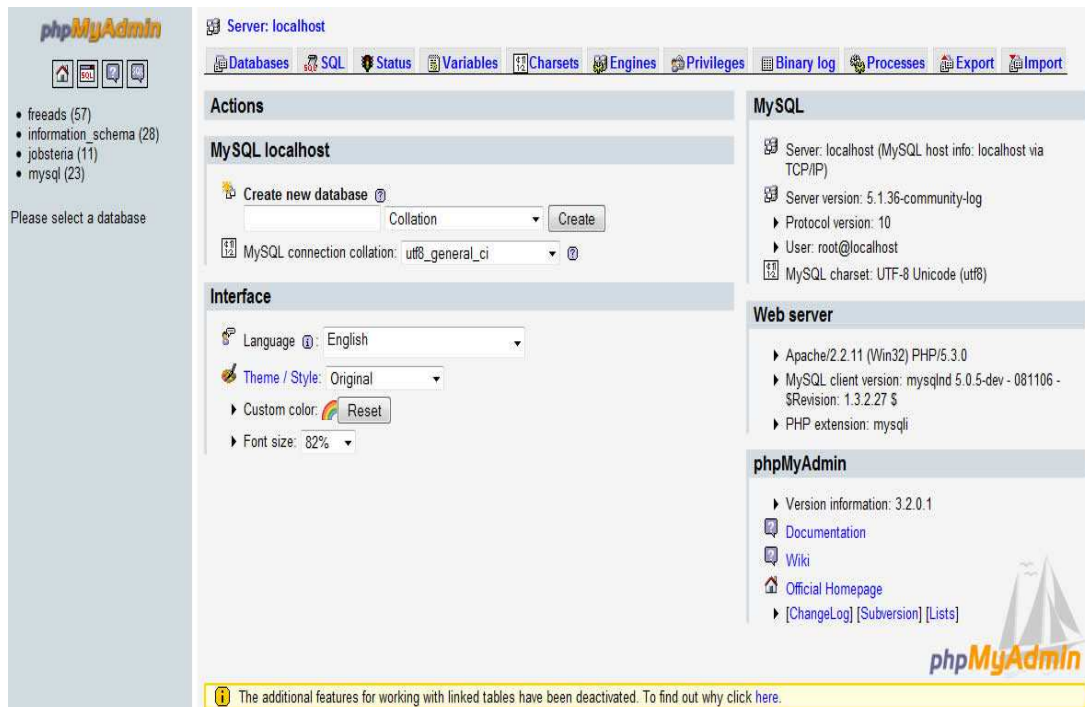 phpMyAdmin
SQL
freeads (57)
information_schema (28)
jobsteria (11)
mysql (23)
Please select a database
Server: localhost
Databases SQL Status Variables Charsets Engines Privileges Binary log Processes Export Import
Actions
MySQL localhost
Create new database
Collation Create
MySQL connection collation: utf8_general_ci
Interface
Language : English
Theme / Style: Original
Custom color: Reset
Font size: 82%
MySQL
Server: localhost (MySQL host info: localhost via
TCP/IP)
Server version: 5.1.36-community-log
Protocol version: 10
User: root@localhost
MySQL charset: UTF-8 Unicode (utf8)
Web server
Apache/2.2.11 (Win32) PHP/5.3.0
MySQL client version: mysqlnd 5.0.5-dev - 081106 -
$Revision: 1.3.2.27 $
PHP extension: mysqli
phpMyAdmin
Version information: 3.2.0.1
Documentation
Wiki
Official Homepage
[ChangeLog] [Subversion] [Lists]
phpMyAdmin
The additional features for working with linked tables have been deactivated. To find out why click here.